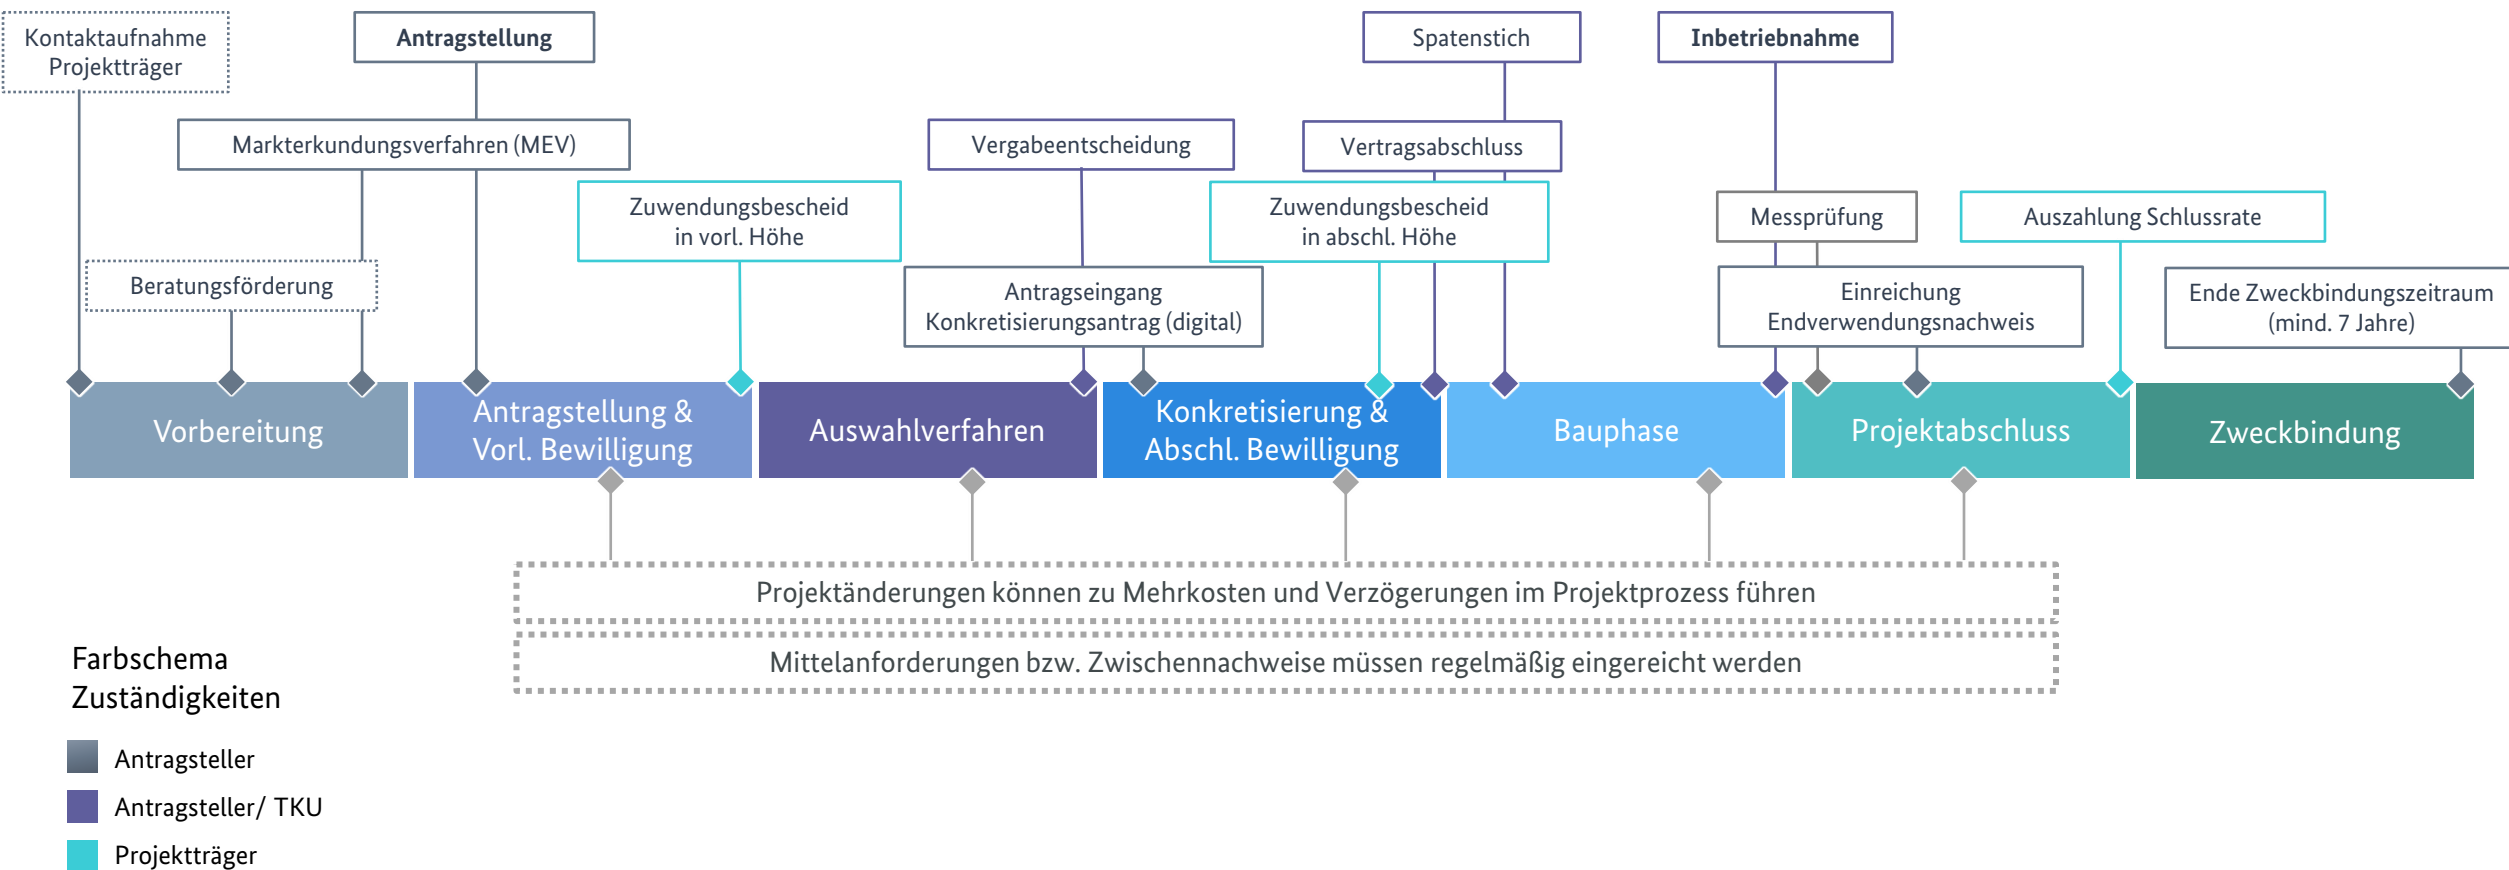 Kontaktaufnahme
Projektträger
Antragstellung
Spatenstich
Inbetriebnahme
Markterkundungsverfahren (MEV)
Vergabeentscheidung
Vertragsabschluss
Zuwendungsbescheid
in vorl. Höhe
Zuwendungsbescheid
in abschl. Höhe
Messprüfung
Auszahlung Schlussrate
Beratungsförderung
Antragseingang
Konkretisierungsantrag (digital)
Einreichung
Endverwendungsnachweis
Ende Zweckbindungszeitraum
(mind. 7 Jahre)
Vorbereitung
Antragstellung &
Vorl. Bewilligung
Auswahlverfahren
Konkretisierung &
Abschl. Bewilligung
Bauphase
Projektabschluss
Zweckbindung
Projektänderungen können zu Mehrkosten und Verzögerungen im Projektprozess führen
Mittelanforderungen bzw. Zwischennachweise müssen regelmäßig eingereicht werden
Farbschema
Zuständigkeiten
Antragsteller
Antragsteller/ TKU
Projektträger